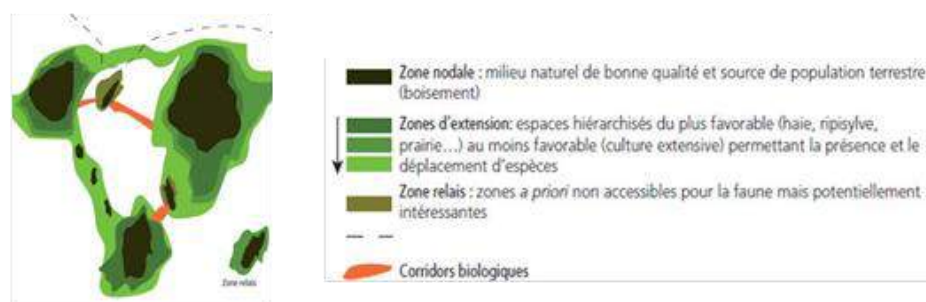 Zone relais
Zone nodale : milieu naturel de bonne qualité et source de population terrestre
(boisement)
Zones d'extension: espaces hiérarchisés du plus favorable (haie, ripisylve,
prairie...) au moins favorable (culture extensive) permettant la présence et le
déplacement d'espèces
Zone relais : zones a priori non accessibles pour la faune mais potentiellement
intéressantes
Corridors biologiques